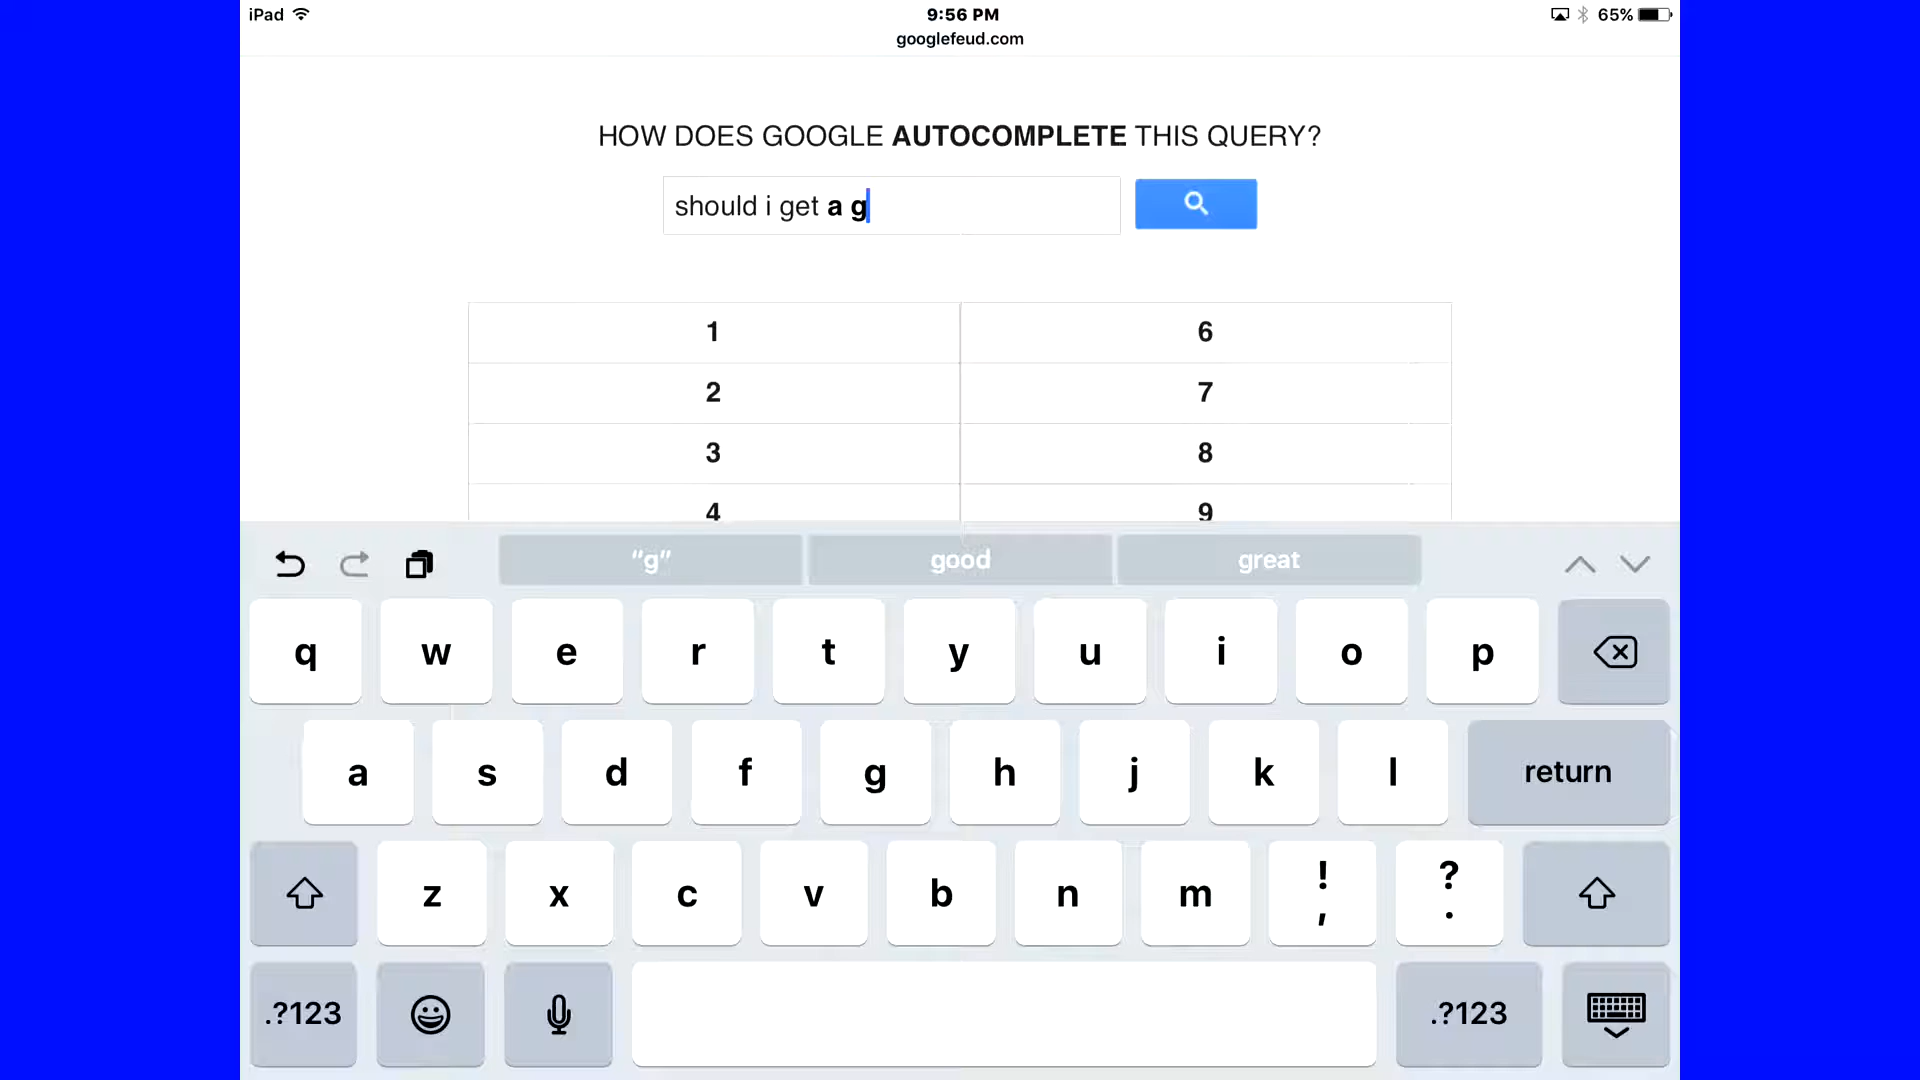 iPad 9:56 PM 65%
googlefeud.com
HOW DOES GOOGLE AUTOCOMPLETE THIS QUERY?
should i get a g
1 6
2 7
3 8
4 9
“g” good great
q w e r t y u i o p
a s d f g h j k l return
z x c v b n m ! , ? .
.?123 .?123